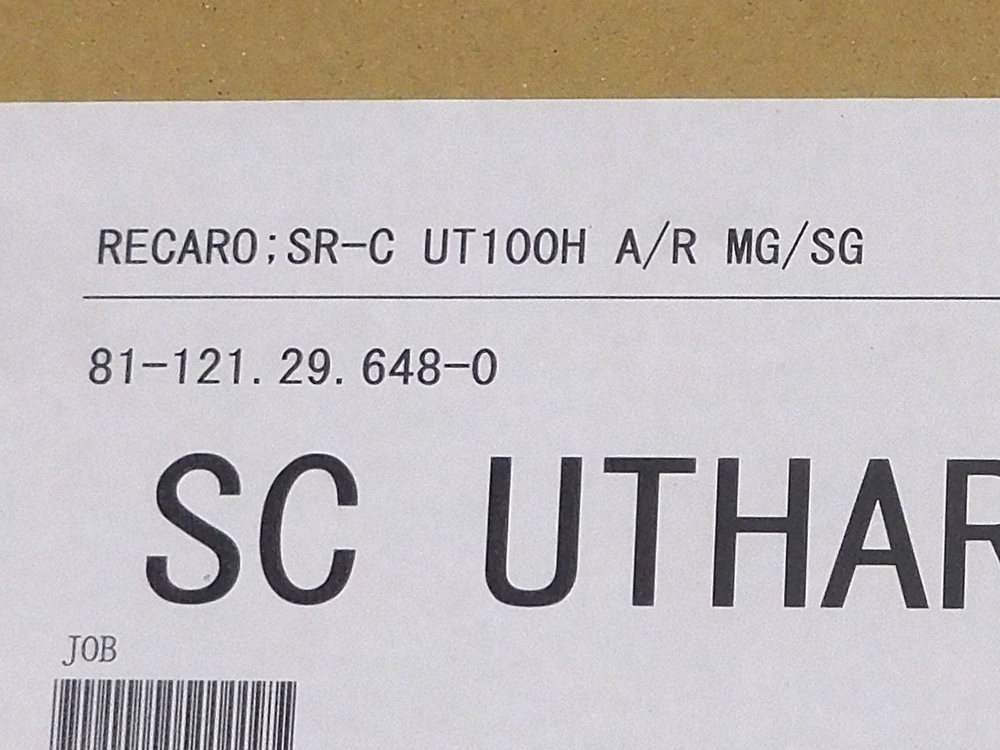 RECARO;SR-C UT100H A/R MG/SG
81-121.29.648-0
SC UTHAR
JOB